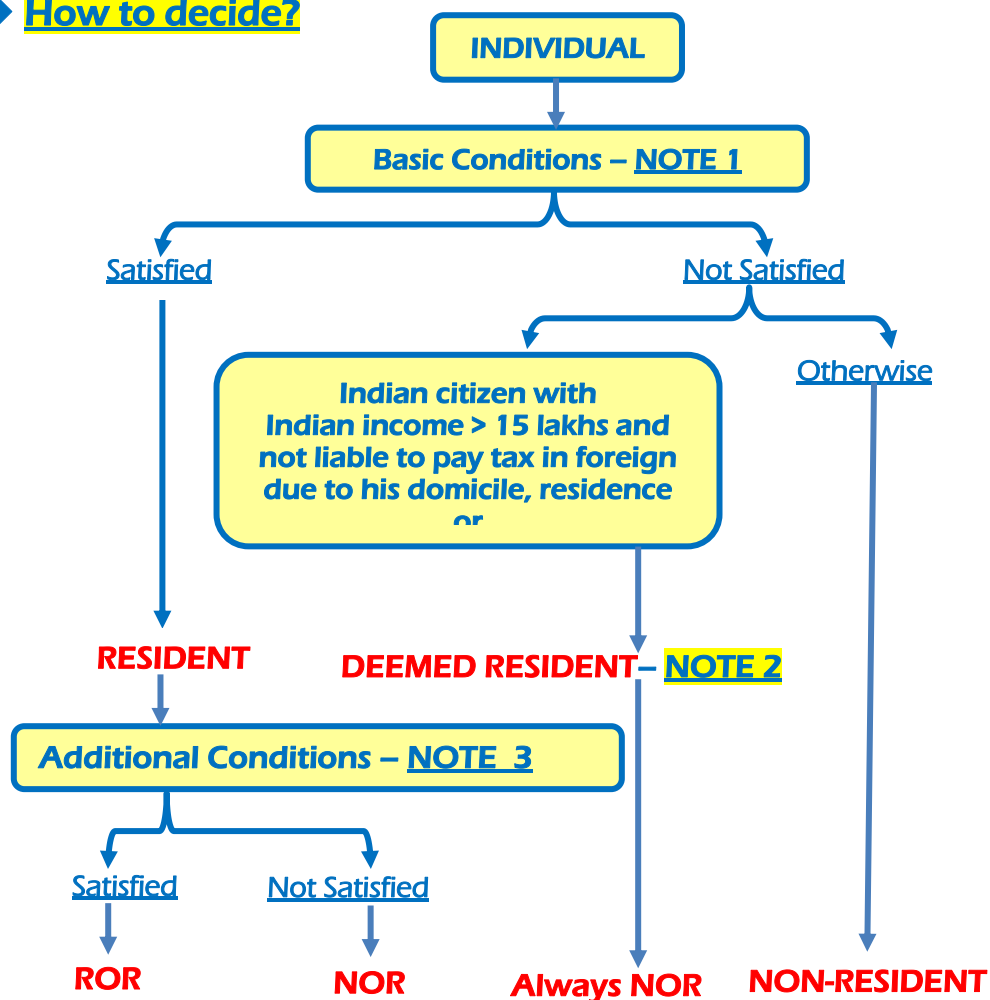 How to decide?
INDIVIDUAL
Basic Conditions – NOTE 1
Satisfied
Not Satisfied
Otherwise
Indian citizen with
Indian income > 15 lakhs and
not liable to pay tax in foreign
due to his domicile, residence
or
RESIDENT
DEEMED RESIDENT– NOTE 2
Additional Conditions – NOTE 3
Satisfied
Not Satisfied
ROR
NOR
Always NOR
NON-RESIDENT